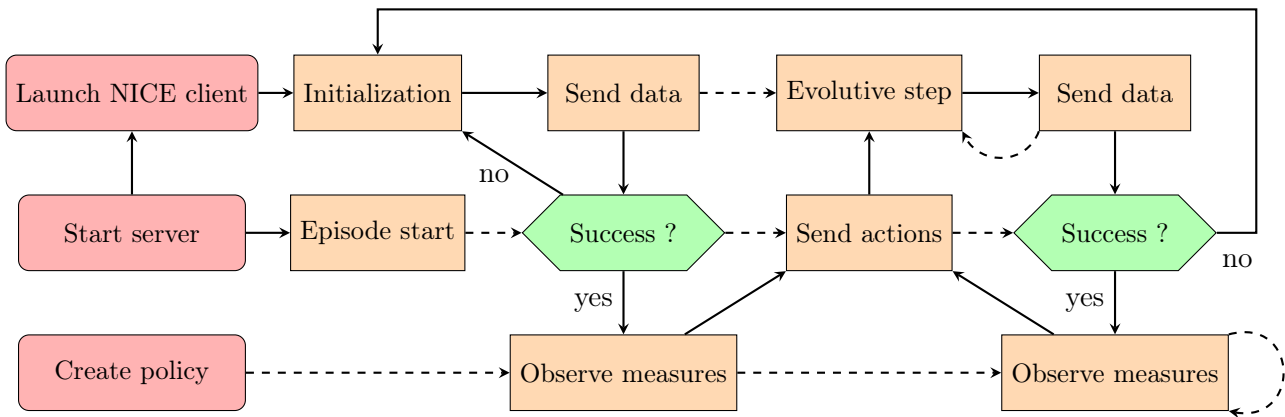 Launch NICE client
Initialization
Send data
Evolutive step
Send data
no
Start server
Episode start
Success ?
Send actions
Success ?
no
yes
yes
Create policy
Observe measures
Observe measures